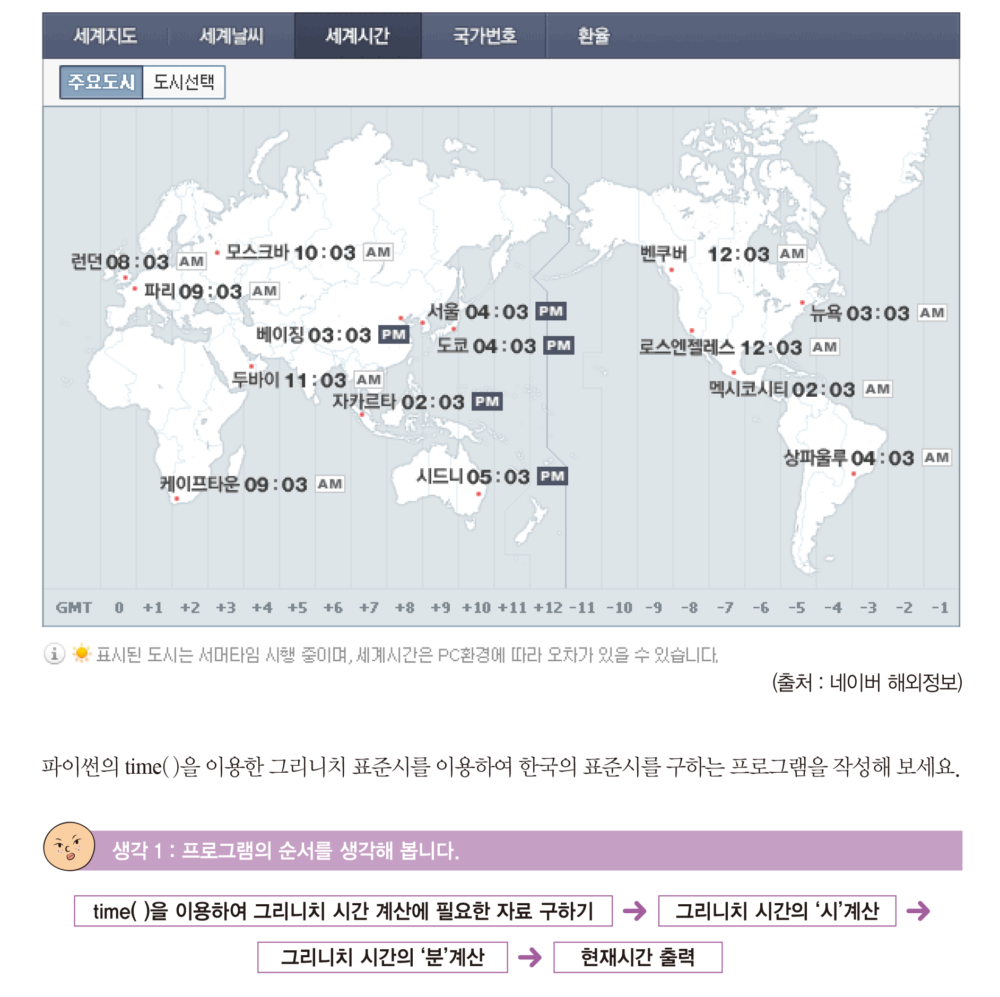 세계지도 세계날씨 세계시간 국가번호 환율
주요도시 도시선택
런던 08:03 AM
모스크바 10:03 AM
파리 09:03 AM
벤쿠버 12:03 AM
서울 04:03 PM
뉴욕 03:03 AM
베이징 03:03 PM
도쿄 04:03 PM
로스엔젤레스 12:03 AM
두바이 11:03 AM
멕시코시티 02:03 AM
자카르타 02:03 PM
상파울루 04:03 AM
케이프타운 09:03 AM
시드니 05:03 PM
GMT 0 +1 +2 +3 +4 +5 +6 +7 +8 +9 +10 +11 +12 -11 -10 -9 -8 -7 -6 -5 -4 -3 -2 -1
표시된 도시는 서머타임 시행 중이며, 세계시간은 PC환경에 따라 오차가 있을 수 있습니다.
(출처 : 네이버 해외정보)
파이썬의 time( )을 이용한 그리니치 표준시를 이용하여 한국의 표준시를 구하는 프로그램을 작성해 보세요.
생각 1 : 프로그램의 순서를 생각해 봅니다.
time( )을 이용하여 그리니치 시간 계산에 필요한 자료 구하기 → 그리니치 시간의 ‘시’계산 →
그리니치 시간의 ‘분’계산 → 현재시간 출력